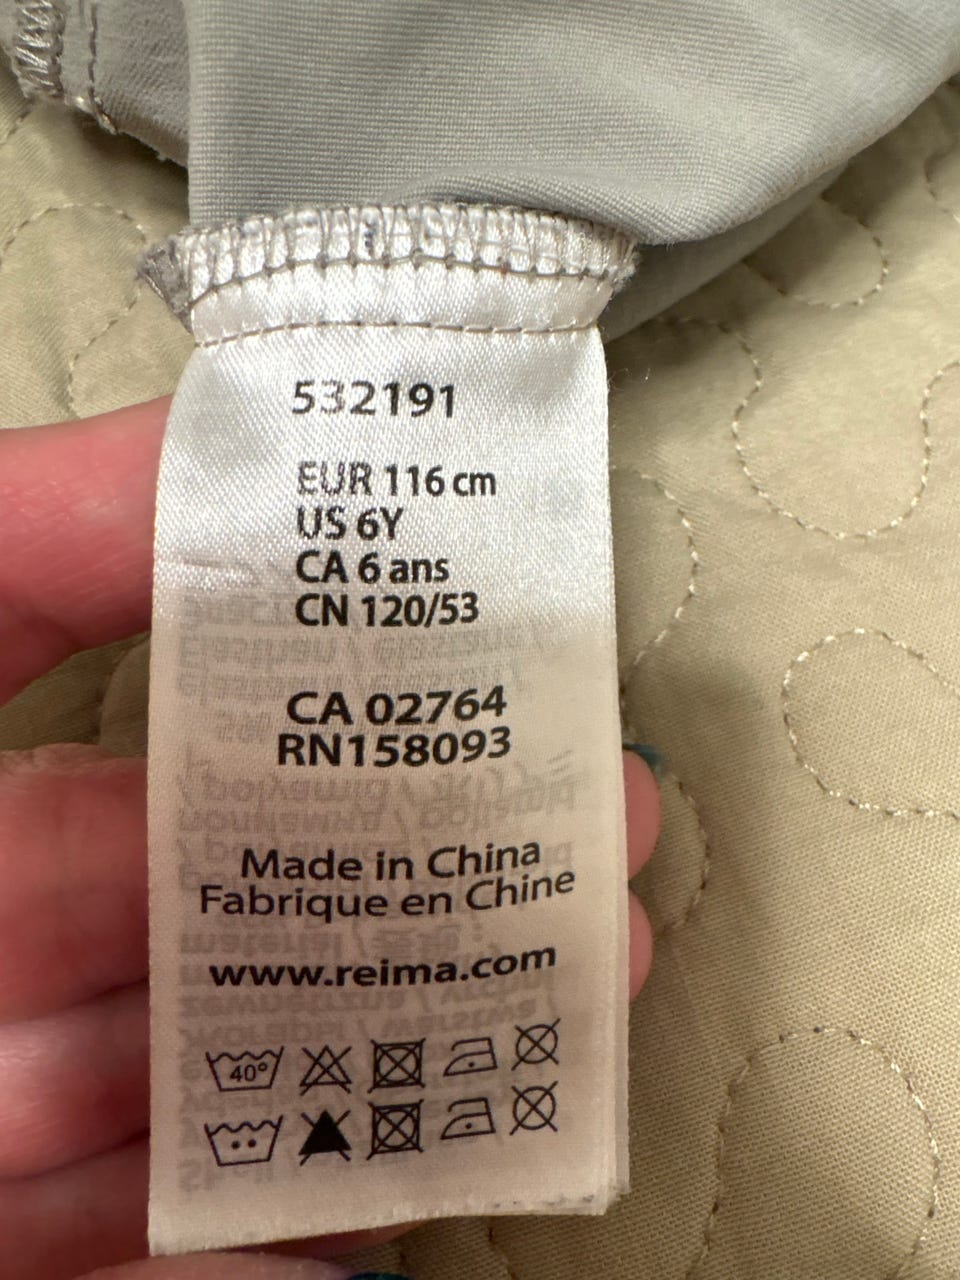 532191
EUR 116 cm
US 6Y
CA 6 ans
CN 120/53
CA 02764
RN158093
Made in China
Fabrique en Chine
www.reima.com
40°